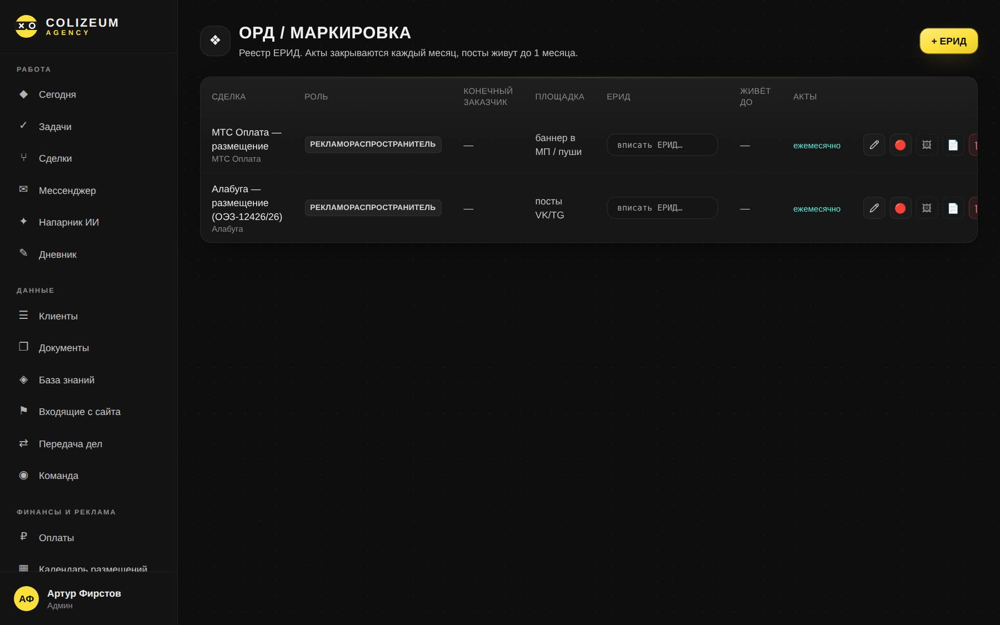 COLIZEUM
AGENCY
РАБОТА
Сегодня
Задачи
Сделки
Мессенджер
Напарник ИИ
Дневник
ДАННЫЕ
Клиенты
Документы
База знаний
Входящие с сайта
Передача дел
Команда
ФИНАНСЫ И РЕКЛАМА
₽ Оплаты
Календарь размещений
АФ
Артур Фирстов
Админ
ОРД / МАРКИРОВКА
Реестр ЕРИД. Акты закрываются каждый месяц, посты живут до 1 месяца.
+ ЕРИД
СДЕЛКА
РОЛЬ
КОНЕЧНЫЙ
ЗАКАЗЧИК
ПЛОЩАДКА
ЕРИД
ЖИВЁТ
ДО
АКТЫ
МТС Оплата —
размещение
МТС Оплата
РЕКЛАМОРАСПРОСТРАНИТЕЛЬ
—
баннер в
МП / пуши
вписать ЕРИД…
—
ежемесячно
Алабуга —
размещение
(ОЭЗ-12426/26)
Алабуга
РЕКЛАМОРАСПРОСТРАНИТЕЛЬ
—
посты
VK/TG
вписать ЕРИД…
—
ежемесячно